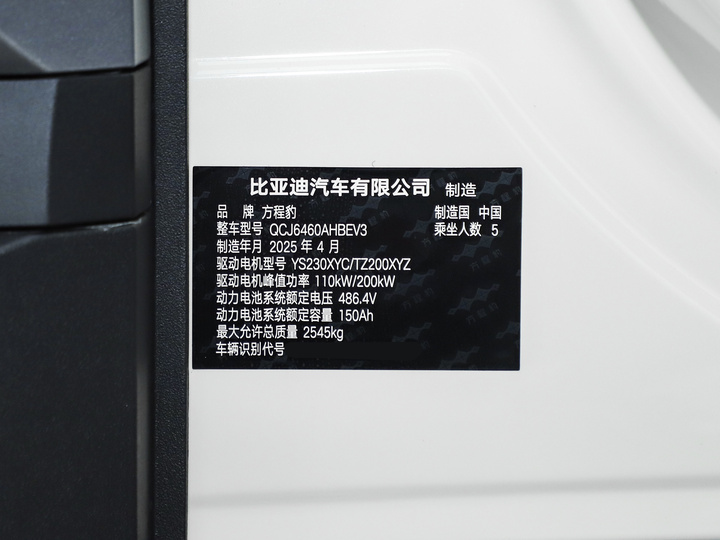 比亚迪汽车有限公司 制造
品 牌 方程豹 制造国 中国
整车型号 QCJ6460AHBEV3 乘坐人数 5
制造年月 2025 年 4 月
驱动电机型号 YS230XYC/TZ200XYZ
驱动电机峰值功率 110kW/200kW
动力电池系统额定电压 486.4V
动力电池系统额定容量 150Ah
最大允许总质量 2545kg
车辆识别代号